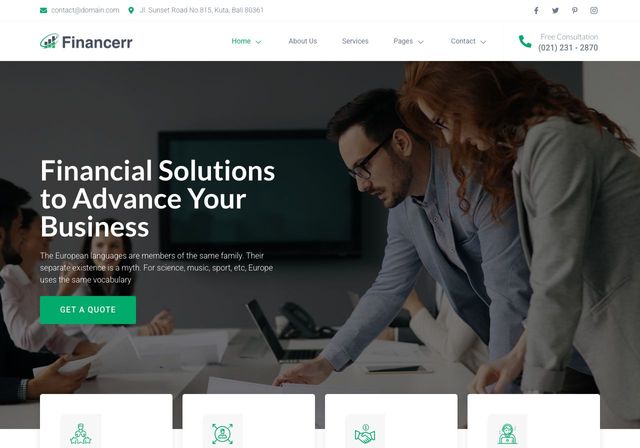 contact@domain.com Jl. Sunset Road No.815, Kuta, Bali 80361
Financerr
Home About Us Services Pages Contact
Free Consultation
(021) 231 - 2870
Financial Solutions
to Advance Your
Business
The European languages are members of the same family. Their
separate existence is a myth. For science, music, sport, etc, Europe
uses the same vocabulary
GET A QUOTE